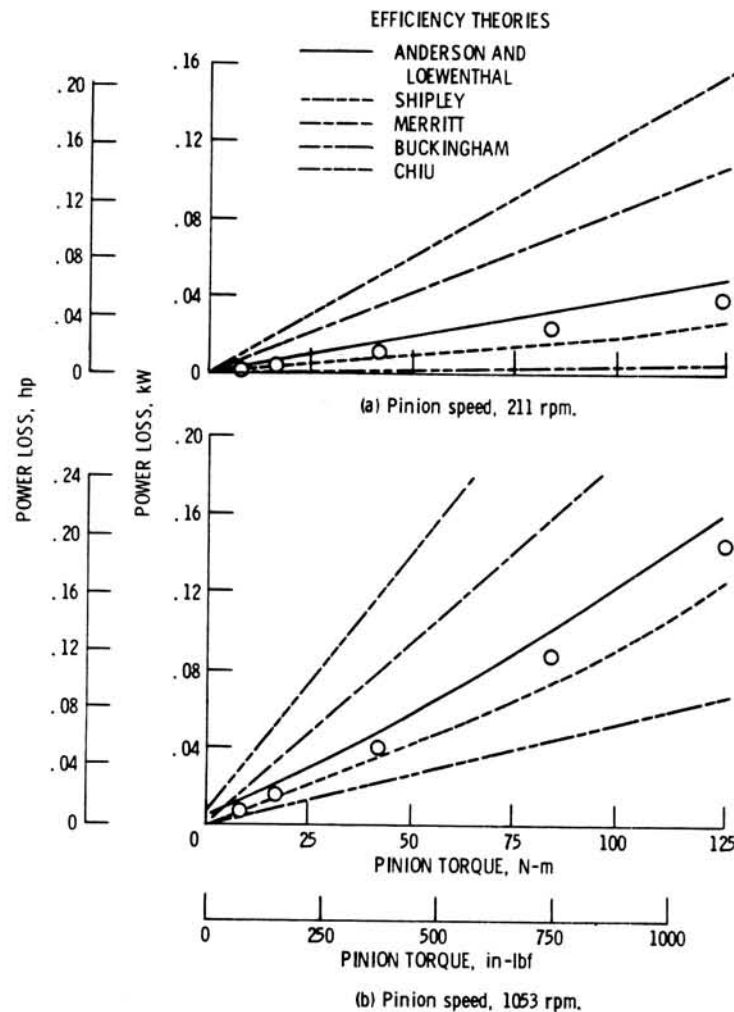 EFFICIENCY THEORIES
ANDERSON AND
LOEWENTHAL
SHIPLEY
MERRITT
BUCKINGHAM
CHIU
.20
.16
.12
.08
.04
0
.16
.12
.08
.04
0
(a) Pinion speed, 211 rpm.
POWER LOSS, hp
POWER LOSS, kW
.24
.20
.16
.12
.08
.04
0
.20
.16
.12
.08
.04
0
25
50
75
100
125
PINION TORQUE, N-m
0
250
500
750
1000
PINION TORQUE, in-lbf
(b) Pinion speed, 1053 rpm.